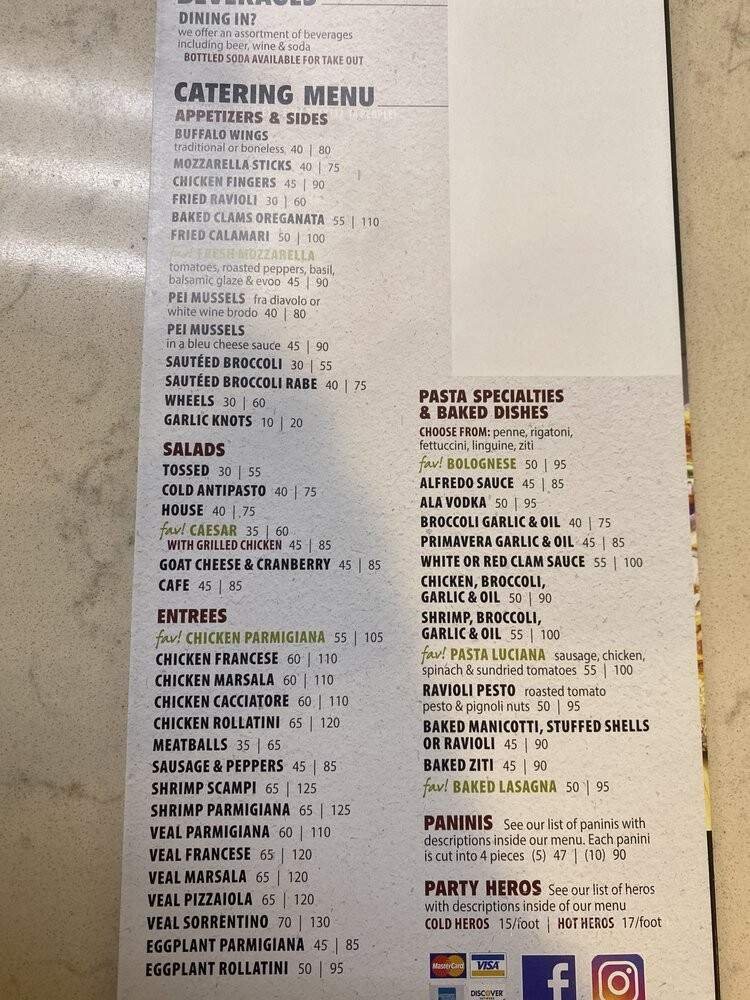 BEVERAGES
DINING IN?
we offer an assortment of beverages
including beer, wine & soda
BOTTLED SODA AVAILABLE FOR TAKE OUT
CATERING MENU
APPETIZERS & SIDES
BUFFALO WINGS
traditional or boneless 40 | 80
MOZZARELLA STICKS 40 | 75
CHICKEN FINGERS 45 | 90
FRIED RAVIOLI 30 | 60
BAKED CLAMS OREGANATA 55 | 110
FRIED CALAMARI 50 | 100
fav! FRESH MOZZARELLA
tomatoes, roasted peppers, basil,
balsamic glaze & evoo 45 | 90
PEI MUSSELS fra diavolo or
white wine brodo 40 | 80
PEI MUSSELS
in a bleu cheese sauce 45 | 90
SAUTÉED BROCCOLI 30 | 55
SAUTÉED BROCCOLI RABE 40 | 75
WHEELS 30 | 60
GARLIC KNOTS 10 | 20
SALADS
TOSSED 30 | 55
COLD ANTIPASTO 40 | 75
HOUSE 40 | 75
fav! CAESAR 35 | 60
WITH GRILLED CHICKEN 45 | 85
GOAT CHEESE & CRANBERRY 45 | 85
CAFE 45 | 85
ENTREES
fav! CHICKEN PARMIGIANA 55 | 105
CHICKEN FRANCESE 60 | 110
CHICKEN MARSALA 60 | 110
CHICKEN CACCIATORE 60 | 110
CHICKEN ROLLATINI 65 | 120
MEATBALLS 35 | 65
SAUSAGE & PEPPERS 45 | 85
SHRIMP SCAMPI 65 | 125
SHRIMP PARMIGIANA 65 | 125
VEAL PARMIGIANA 60 | 110
VEAL FRANCESE 65 | 120
VEAL MARSALA 65 | 120
VEAL PIZZAIOLA 65 | 120
VEAL SORRENTINO 70 | 130
EGGPLANT PARMIGIANA 45 | 85
EGGPLANT ROLLATINI 50 | 95
PASTA SPECIALTIES
& BAKED DISHES
CHOOSE FROM: penne, rigatoni,
fettuccini, linguine, ziti
fav! BOLOGNESE 50 | 95
ALFREDO SAUCE 45 | 85
ALA VODKA 50 | 95
BROCCOLI GARLIC & OIL 40 | 75
PRIMAVERA GARLIC & OIL 45 | 85
WHITE OR RED CLAM SAUCE 55 | 100
CHICKEN, BROCCOLI,
GARLIC & OIL 50 | 90
SHRIMP, BROCCOLI,
GARLIC & OIL 55 | 100
fav! PASTA LUCIANA sausage, chicken,
spinach & sundried tomatoes 55 | 100
RAVIOLI PESTO roasted tomato
pesto & pignoli nuts 50 | 95
BAKED MANICOTTI, STUFFED SHELLS
OR RAVIOLI 45 | 90
BAKED ZITI 45 | 90
fav! BAKED LASAGNA 50 | 95
PANINIS See our list of paninis with
descriptions inside our menu. Each panini
is cut into 4 pieces (5) 47 | (10) 90
PARTY HEROS See our list of heros
with descriptions inside of our menu
COLD HEROS 15/foot | HOT HEROS 17/foot
MasterCard VISA
DISCOVER